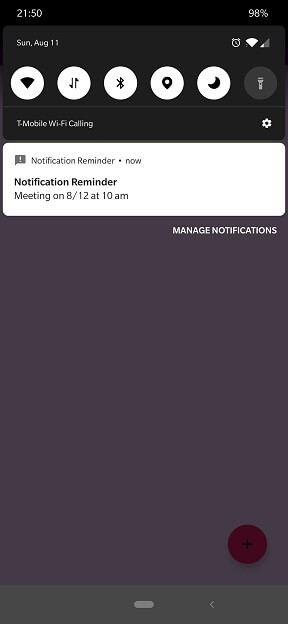 21:50
98%
Sun, Aug 11
T-Mobile Wi-Fi Calling
Notification Reminder • now
Notification Reminder
Meeting on 8/12 at 10 am
MANAGE NOTIFICATIONS